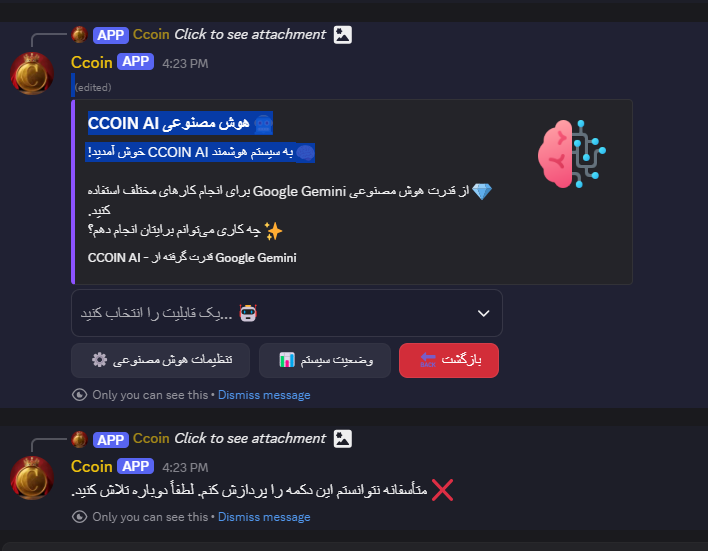 APP Ccoin Click to see attachment
Ccoin APP 4:23 PM
(edited)
هوش مصنوعی CCOIN AI
به سیستم هوشمند CCOIN AI خوش آمدید!
از قدرت هوش مصنوعی Google Gemini برای انجام کارهای مختلف استفاده
کنید.
چه کاری می‌توانم برایتان انجام دهم؟
CCOIN AI - قدرت گرفته از Google Gemini
یک قابلیت را انتخاب کنید...
تنظیمات هوش مصنوعی
وضعیت سیستم
بازگشت
Only you can see this • Dismiss message
APP Ccoin Click to see attachment
Ccoin APP 4:23 PM
متأسفانه نتوانستم این دکمه را پردازش کنم. لطفاً دوباره تلاش کنید.
Only you can see this • Dismiss message